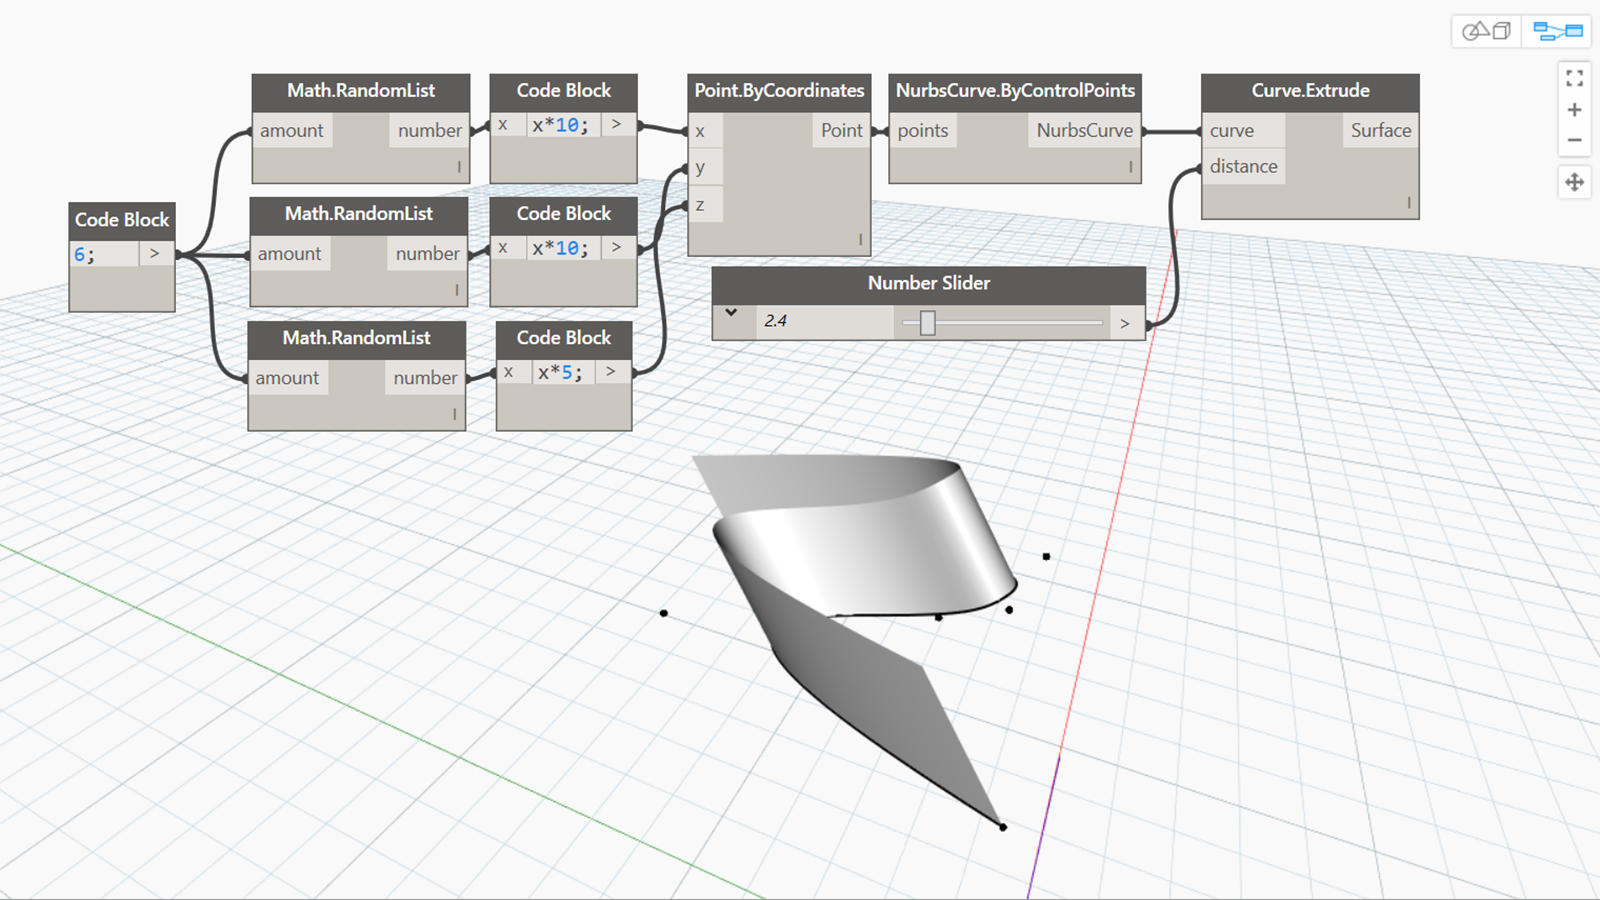 Math.RandomList
amount
number
I
Code Block
x
x*10;
>
Point.ByCoordinates
x
Point
y
z
I
NurbsCurve.ByControlPoints
points
NurbsCurve
I
Curve.Extrude
curve
Surface
distance
I
Code Block
6;
>
Math.RandomList
amount
number
I
Code Block
x
x*10;
>
Number Slider
2.4
>
Math.RandomList
amount
number
I
Code Block
x
x*5;
>